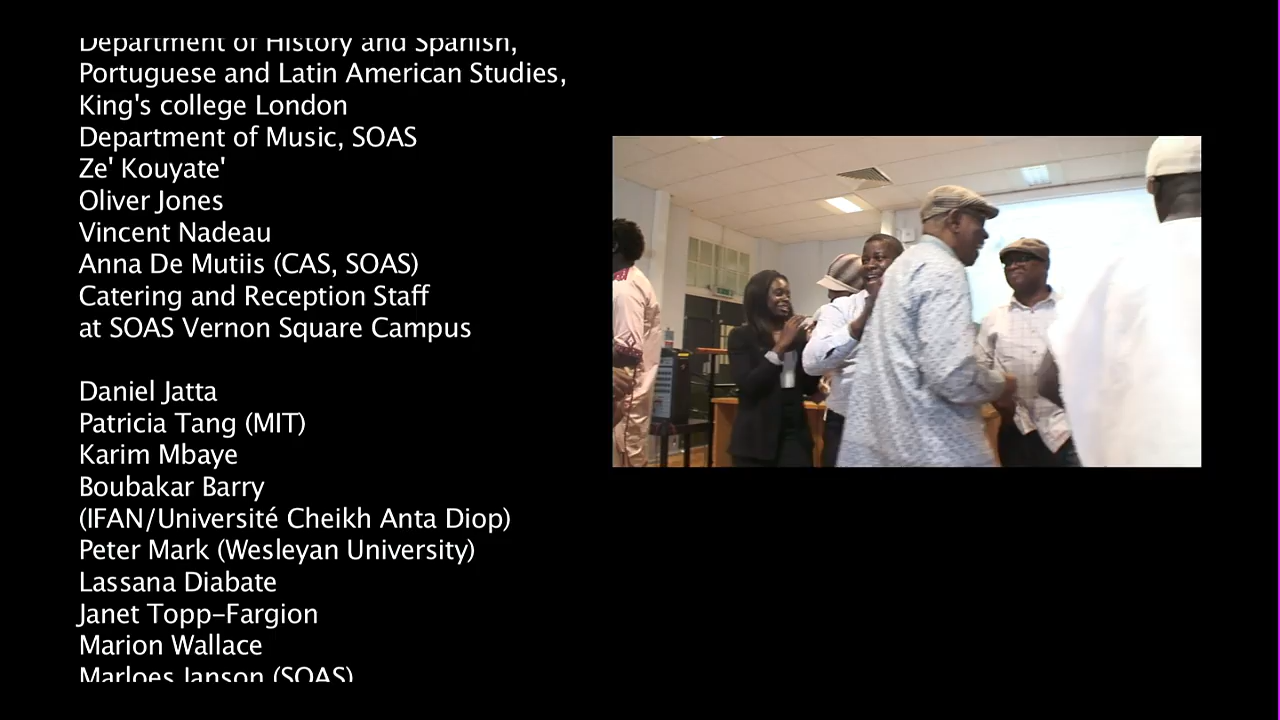 Department of History and Spanish,
Portuguese and Latin American Studies,
King's college London
Department of Music, SOAS
Ze' Kouyate'
Oliver Jones
Vincent Nadeau
Anna De Mutiis (CAS, SOAS)
Catering and Reception Staff
at SOAS Vernon Square Campus
Daniel Jatta
Patricia Tang (MIT)
Karim Mbaye
Boubakar Barry
(IFAN/Université Cheikh Anta Diop)
Peter Mark (Wesleyan University)
Lassana Diabate
Janet Topp-Fargion
Marion Wallace
Marloes Janson (SOAS)